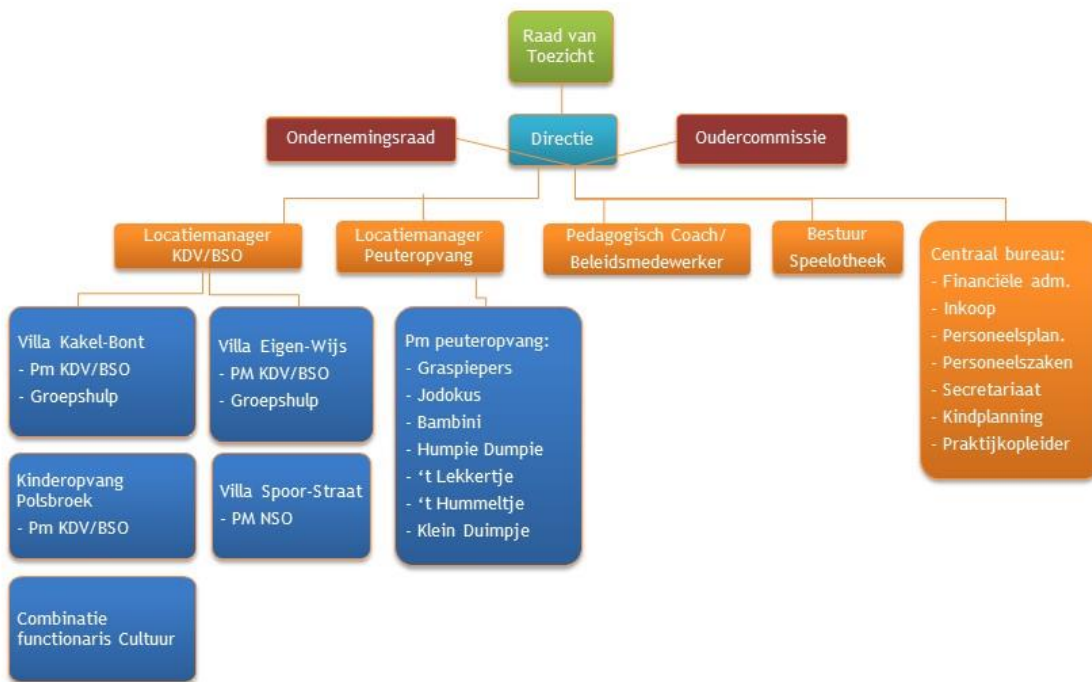 Raad van
Toezicht
Ondernemingsraad
Directie
Oudercommissie
Locatiemanager
KDV/BSO
Locatiemanager
Peuteropvang
Pedagogisch Coach/
Beleidsmedewerker
Bestuur
Speelotheek
Centraal bureau:
- Financiële adm.
- Inkoop
- Personeelsplan.
- Personeelszaken
- Secretariaat
- Kindplanning
- Praktijkopleider
Villa Kakel-Bont
- Pm KDV/BSO
- Groepshulp
Villa Eigen-Wijs
- PM KDV/BSO
- Groepshulp
Pm peuteropvang:
- Graspiepers
- Jodokus
- Bambini
- Humpie Dumpie
- ‘t Lekkertje
- ‘t Hummeltje
- Klein Duimpje
Kinderopvang
Polsbroek
- Pm KDV/BSO
Villa Spoor-Straat
- PM NSO
Combinatie
functionaris Cultuur